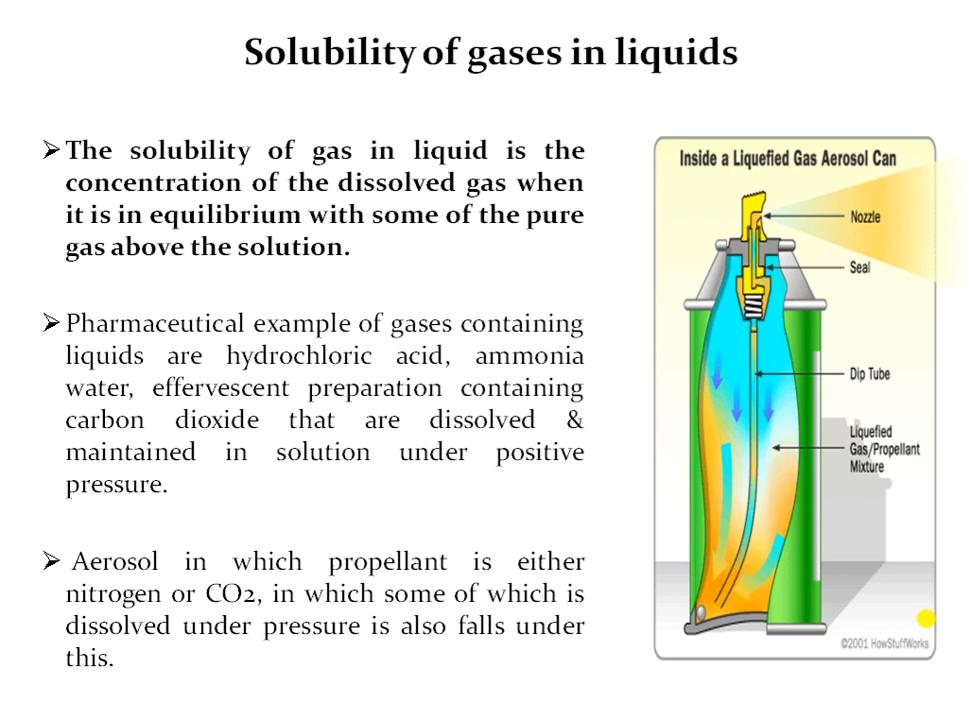 Solubility of gases in liquids
➢ The solubility of gas in liquid is the
concentration of the dissolved gas when
it is in equilibrium with some of the pure
gas above the solution.
➢ Pharmaceutical example of gases containing
liquids are hydrochloric acid, ammonia
water, effervescent preparation containing
carbon dioxide that are dissolved &
maintained in solution under positive
pressure.
➢ Aerosol in which propellant is either
nitrogen or CO2, in which some of which is
dissolved under pressure is also falls under
this.
Inside a Liquefied Gas Aerosol Can
Nozzle
Seal
Dip Tube
Liquefied
Gas/Propellant
Mixture
©2001 HowStuffWorks